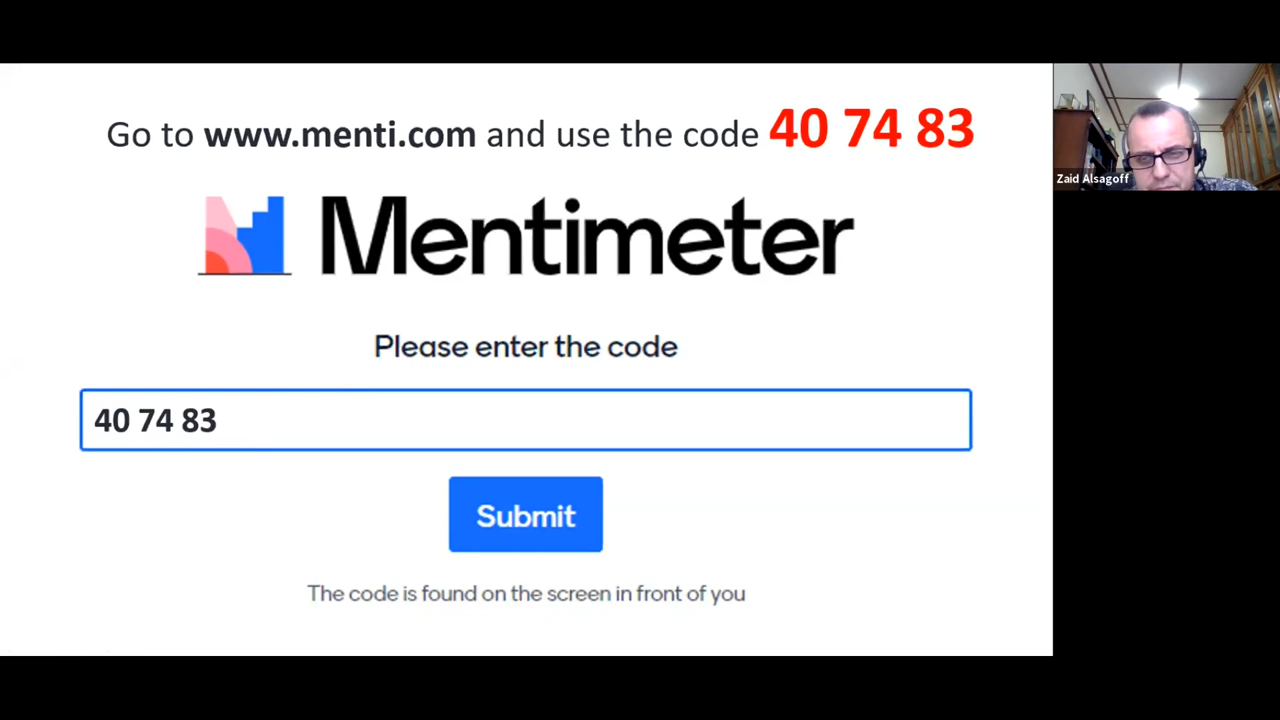 Go to www.menti.com and use the code 40 74 83
Zaid Alsagoff
Mentimeter
Please enter the code
40 74 83
Submit
The code is found on the screen in front of you